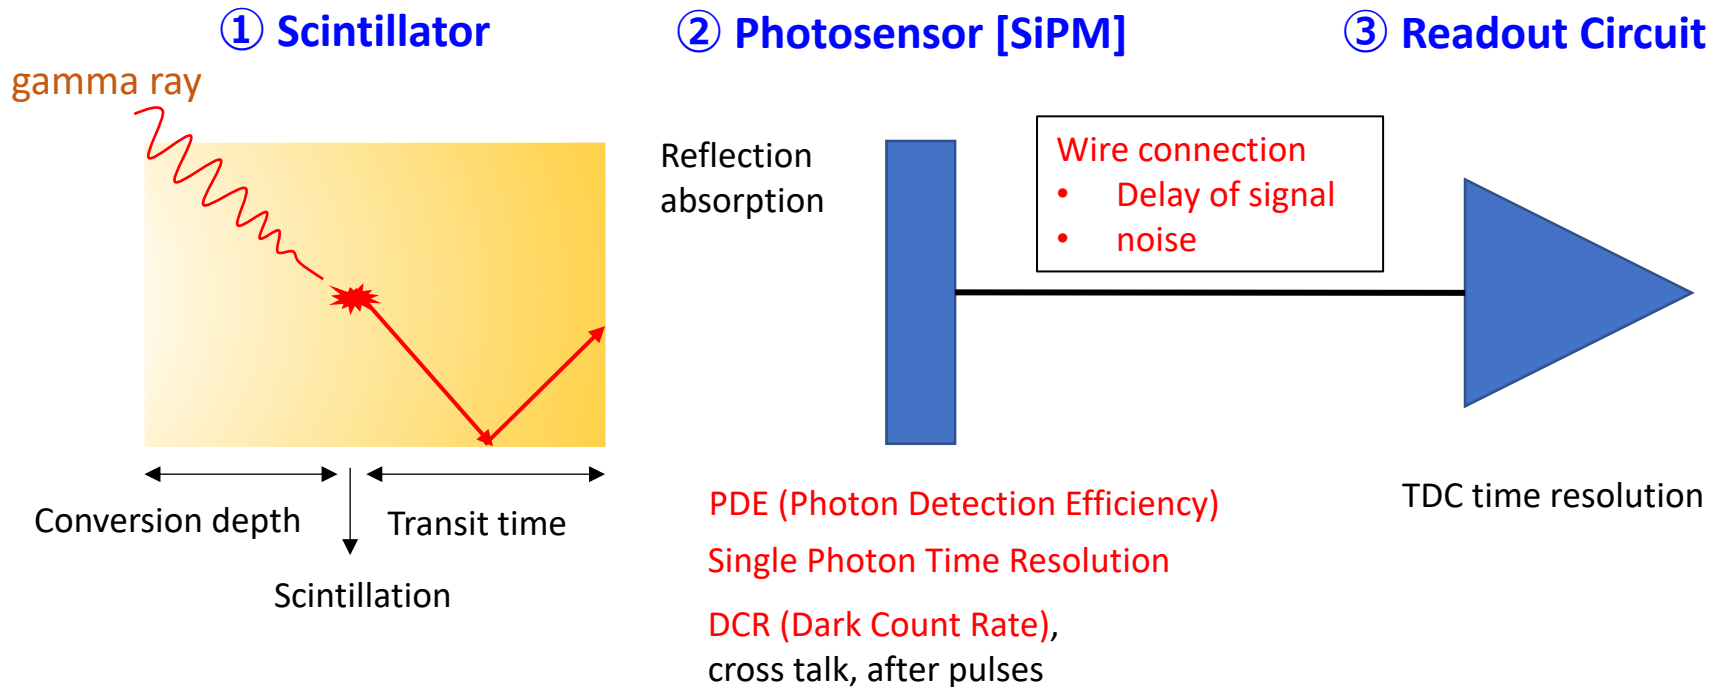 ① Scintillator
② Photosensor [SiPM]
③ Readout Circuit
gamma ray
Reflection
absorption
Wire connection
• Delay of signal
• noise
Conversion depth
Transit time
Scintillation
PDE (Photon Detection Efficiency)
Single Photon Time Resolution
DCR (Dark Count Rate),
cross talk, after pulses
TDC time resolution